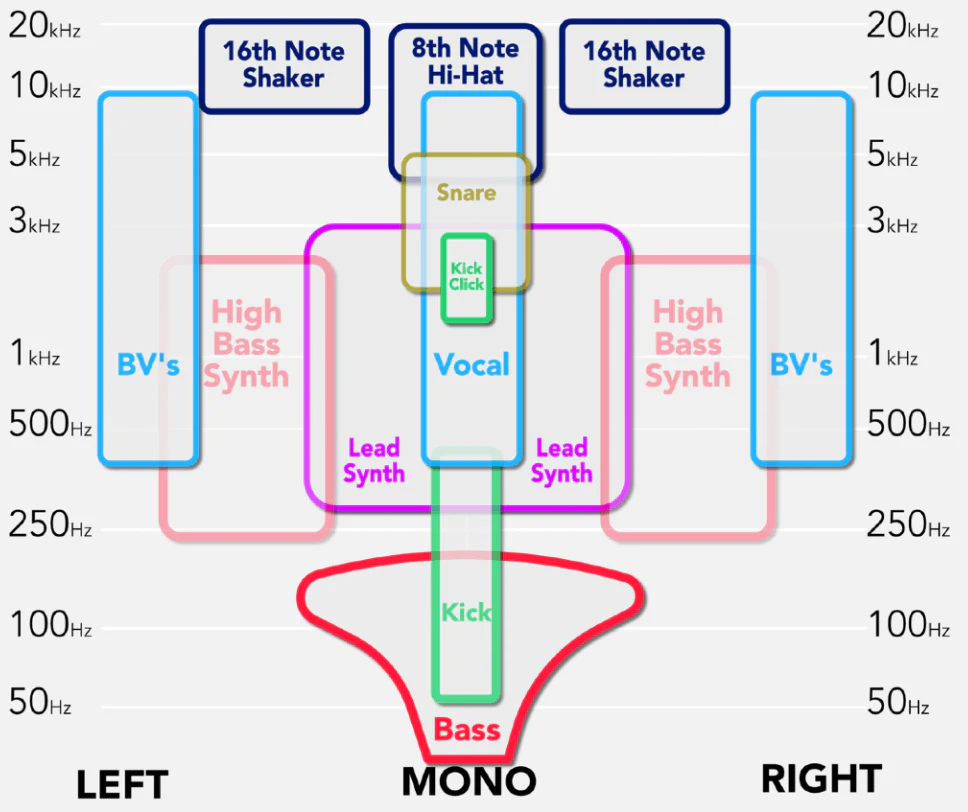 20kHz
20kHz
16th Note
Shaker
8th Note
Hi-Hat
16th Note
Shaker
10kHz
10kHz
5kHz
5kHz
Snare
3kHz
3kHz
Kick
Click
High
Bass
Synth
High
Bass
Synth
1kHz
1kHz
BV's
Vocal
BV's
500Hz
500Hz
Lead
Synth
Lead
Synth
250Hz
250Hz
Kick
100Hz
100Hz
50Hz
50Hz
Bass
LEFT
MONO
RIGHT